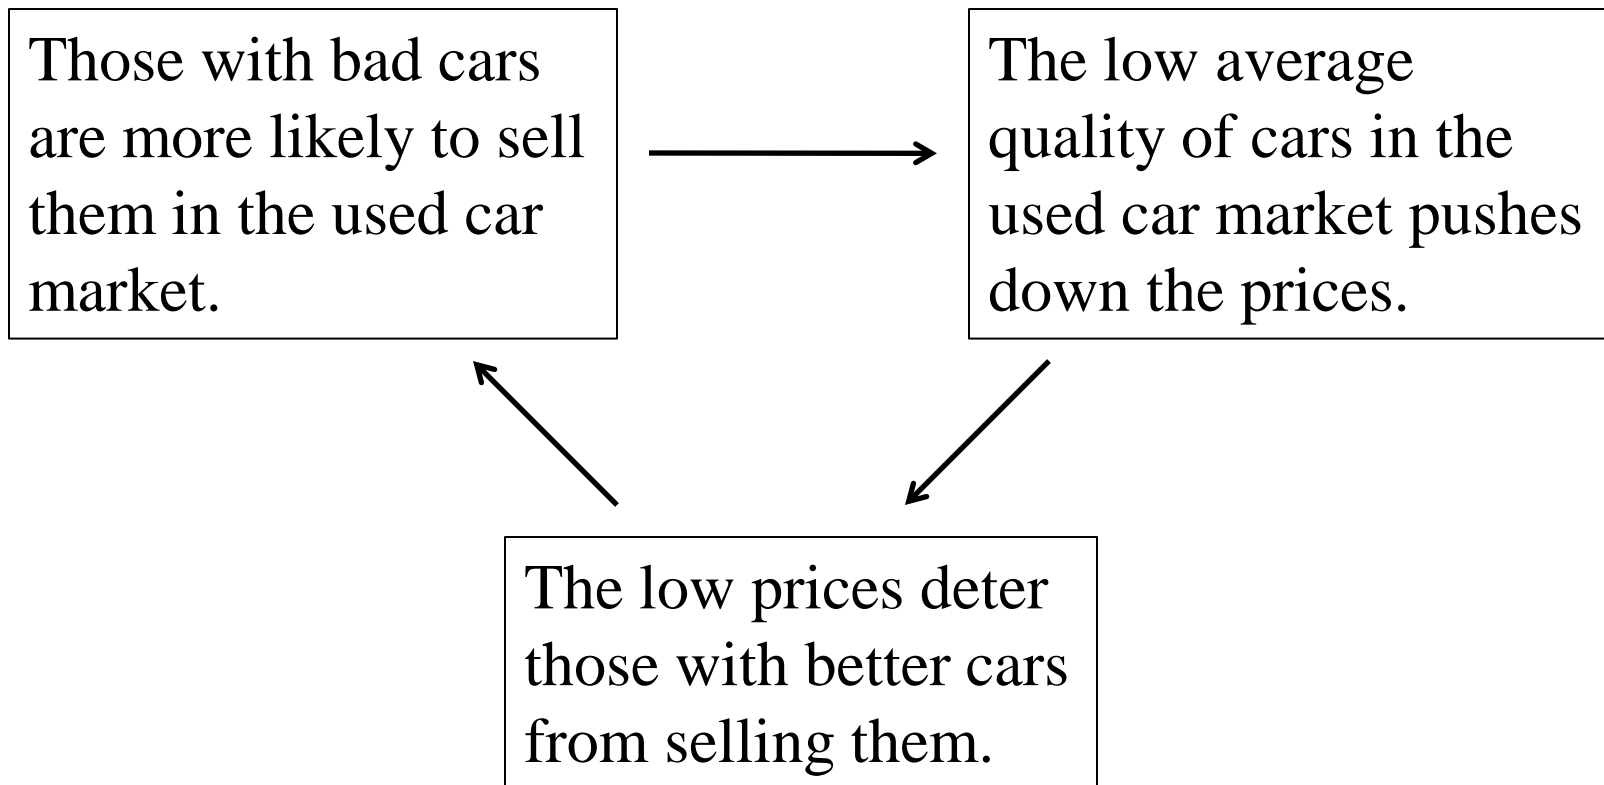 Those with bad cars
are more likely to sell
them in the used car
market.
The low average
quality of cars in the
used car market pushes
down the prices.
The low prices deter
those with better cars
from selling them.